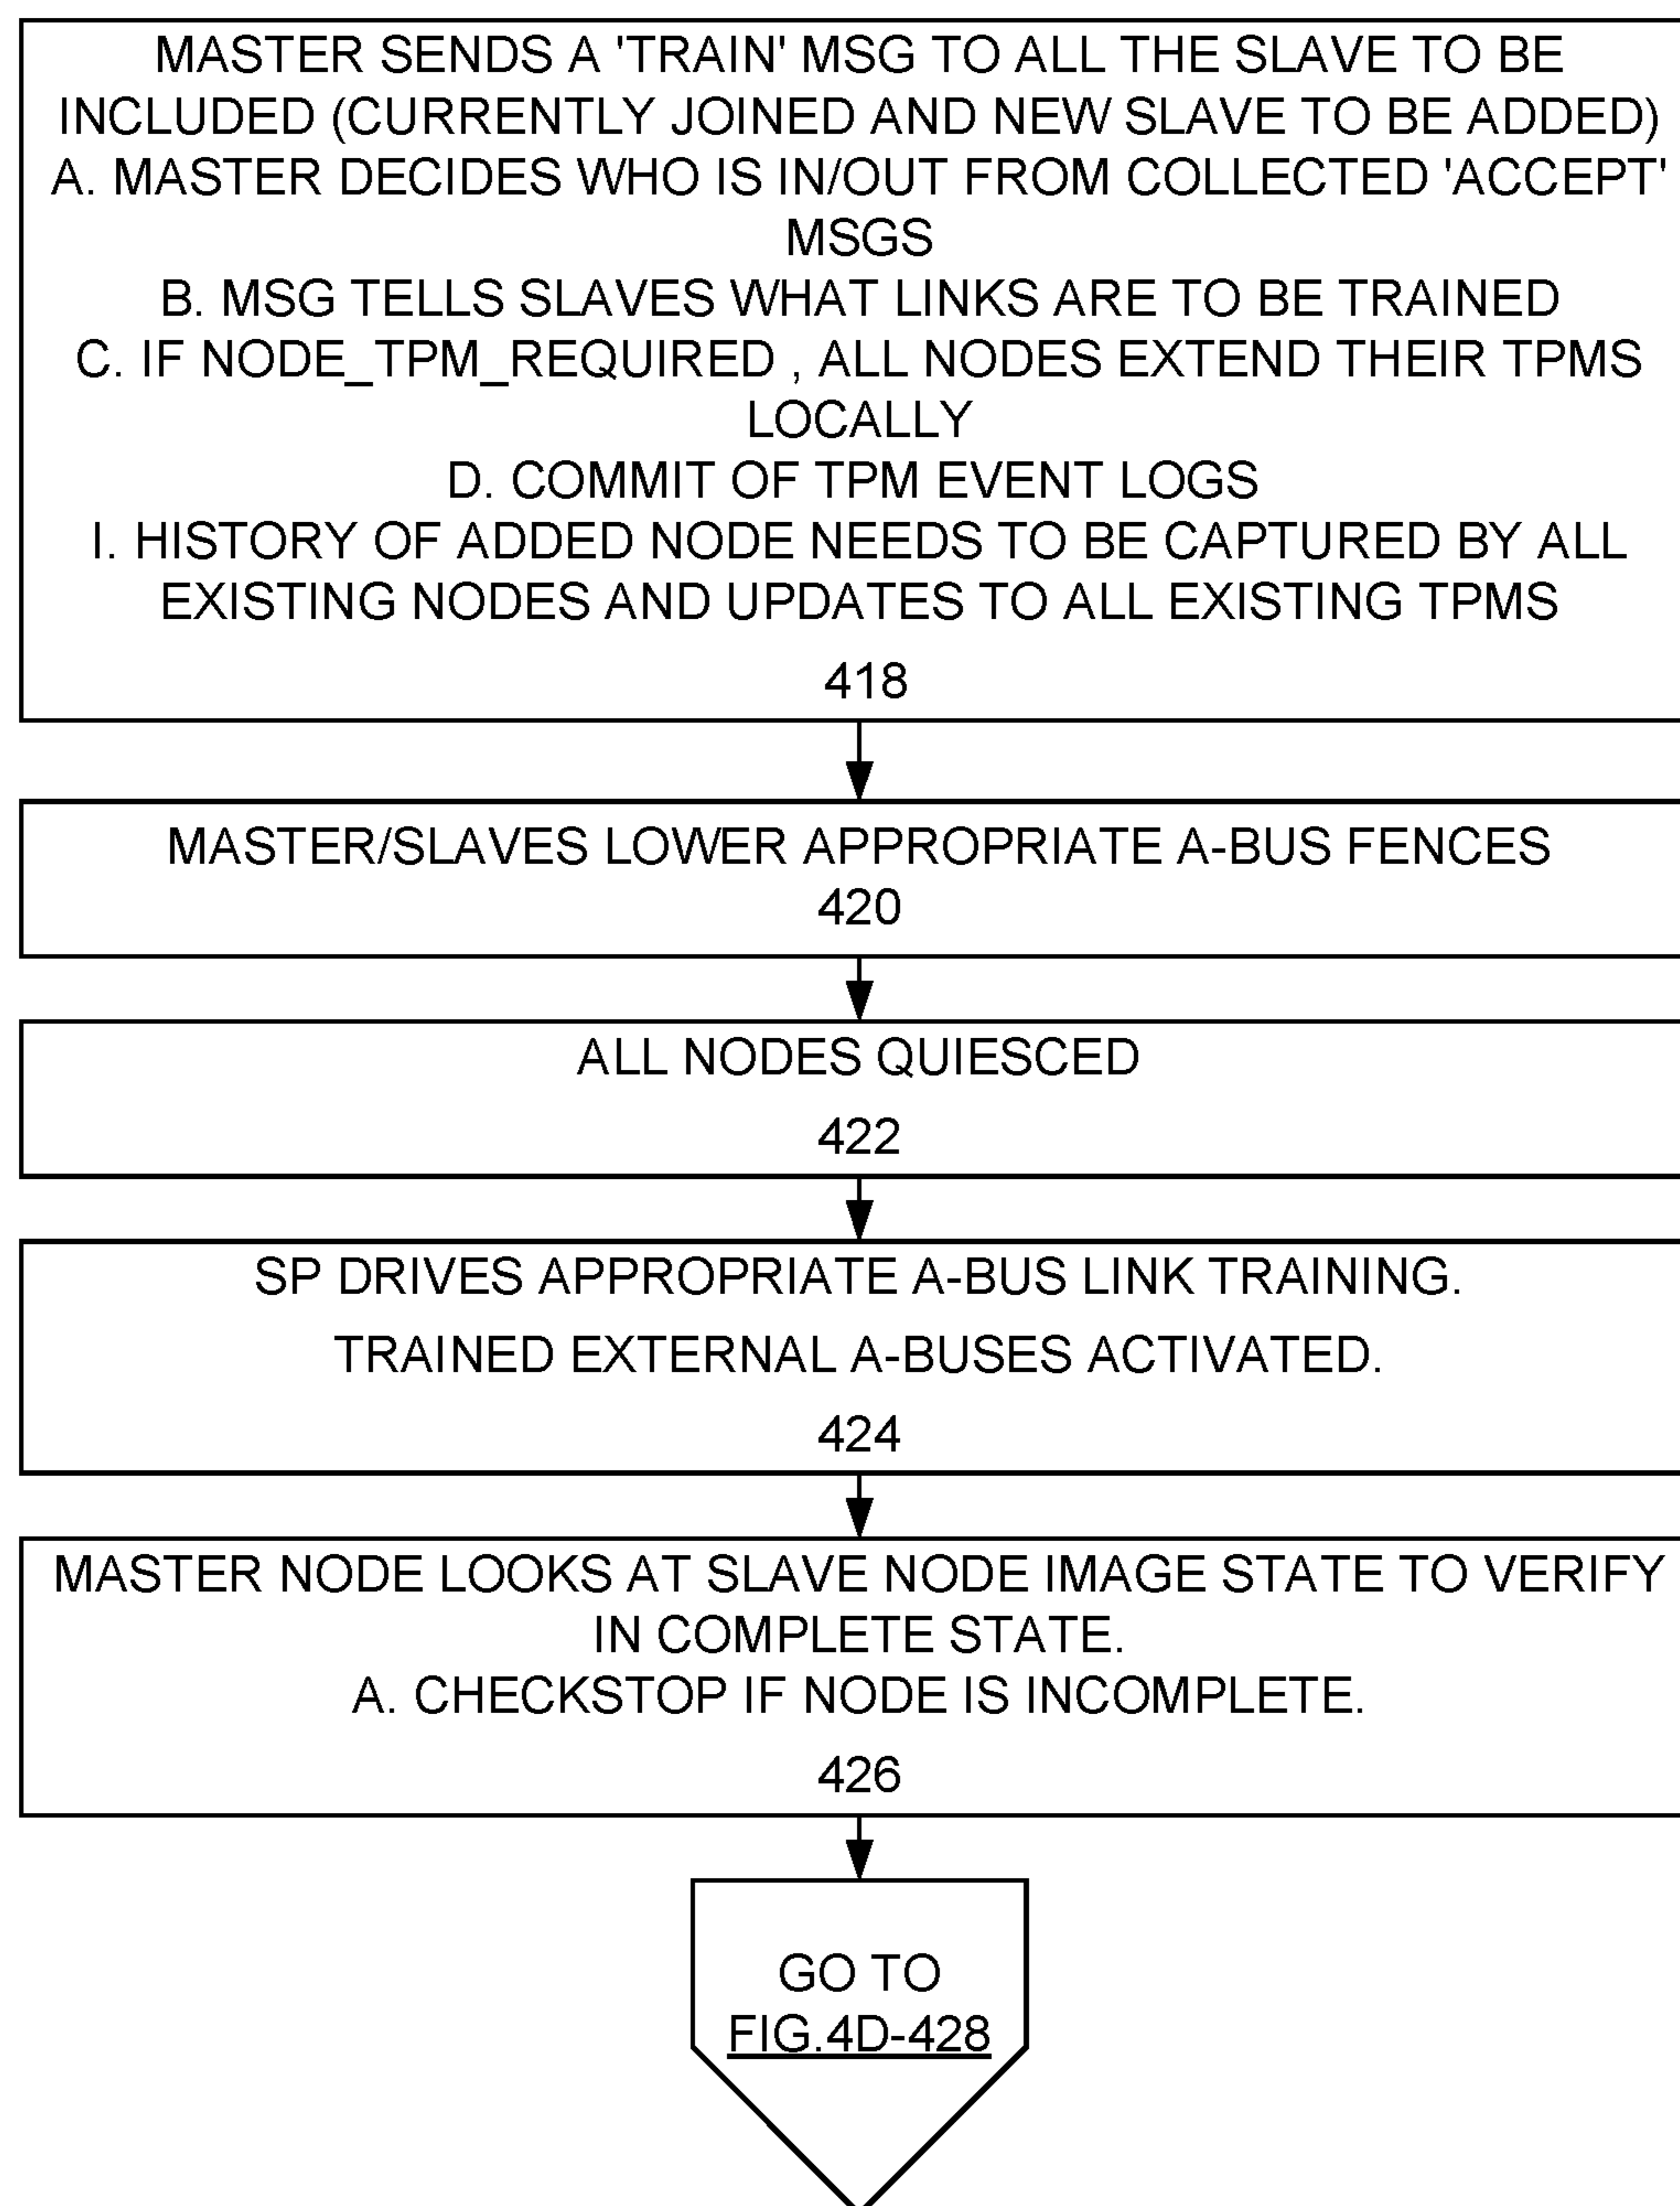 MASTER SENDS A 'TRAIN' MSG TO ALL THE SLAVE TO BE
INCLUDED (CURRENTLY JOINED AND NEW SLAVE TO BE ADDED)
A. MASTER DECIDES WHO IS IN/OUT FROM COLLECTED 'ACCEPT'
MSGS
B. MSG TELLS SLAVES WHAT LINKS ARE TO BE TRAINED
C. IF NODE_TPM_REQUIRED , ALL NODES EXTEND THEIR TPMS
LOCALLY
D. COMMIT OF TPM EVENT LOGS
I. HISTORY OF ADDED NODE NEEDS TO BE CAPTURED BY ALL
EXISTING NODES AND UPDATES TO ALL EXISTING TPMS
418
MASTER/SLAVES LOWER APPROPRIATE A-BUS FENCES
420
ALL NODES QUIESCED
422
SP DRIVES APPROPRIATE A-BUS LINK TRAINING.
TRAINED EXTERNAL A-BUSES ACTIVATED.
424
MASTER NODE LOOKS AT SLAVE NODE IMAGE STATE TO VERIFY
IN COMPLETE STATE.
A. CHECKSTOP IF NODE IS INCOMPLETE.
426
GO TO
FIG.4D-428